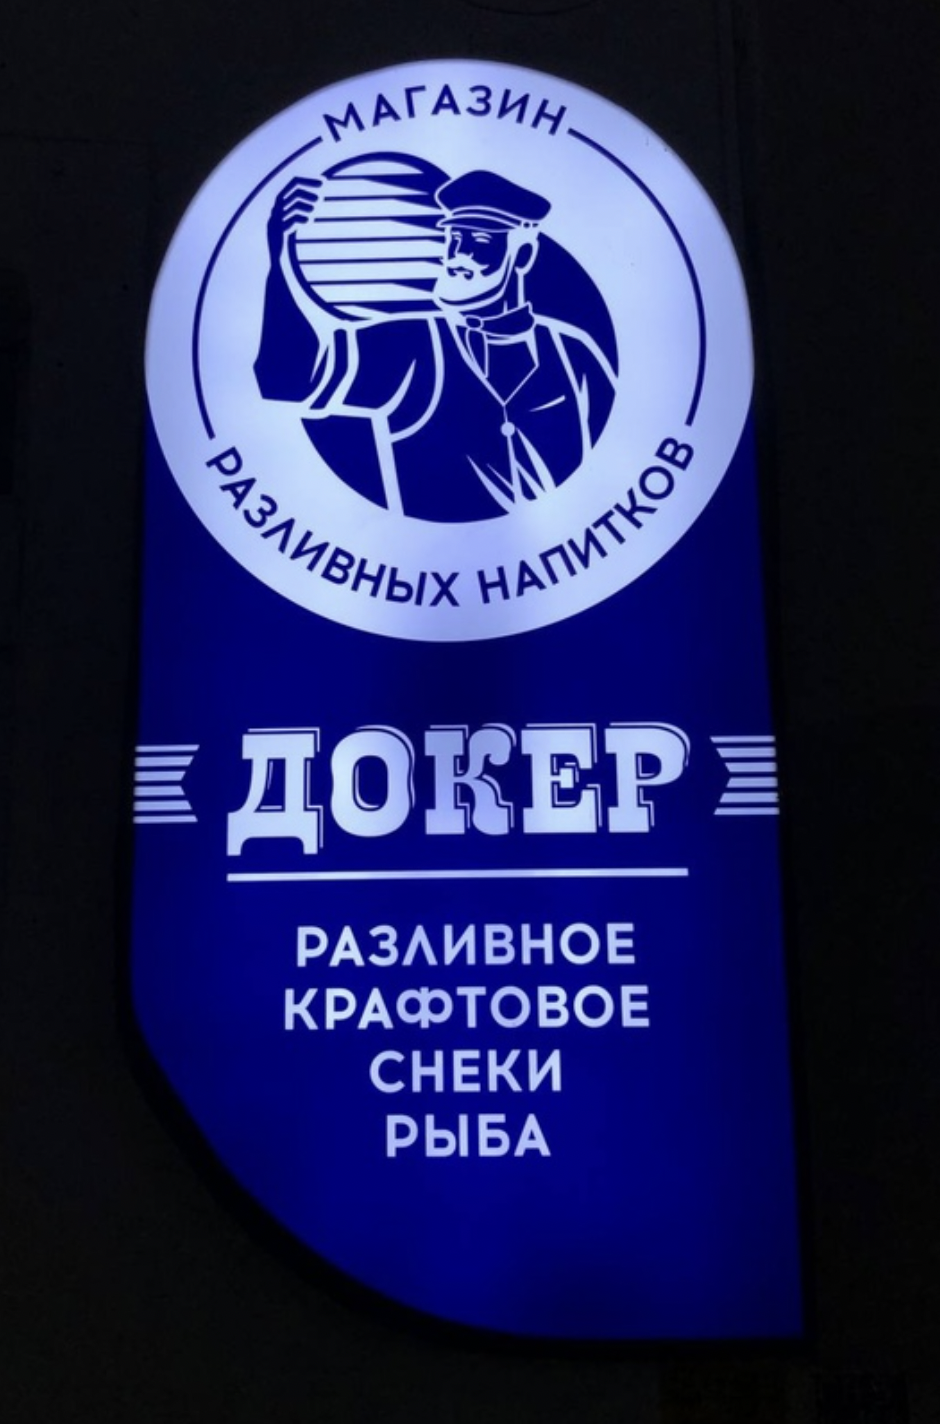 МАГАЗИН
РАЗЛИВНЫХ НАПИТКОВ
ДОКЕР
РАЗЛИВНОЕ
КРАФТОВОЕ
СНЕКИ
РЫБА